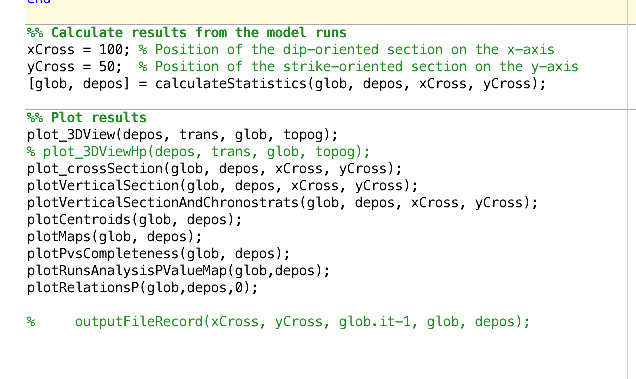 end
%% Calculate results from the model runs
xCross = 100; % Position of the dip-oriented section on the x-axis
yCross = 50;  % Position of the strike-oriented section on the y-axis
[glob, depos] = calculateStatistics(glob, depos, xCross, yCross);
%% Plot results
plot_3DView(depos, trans, glob, topog);
% plot_3DViewHp(depos, trans, glob, topog);
plot_crossSection(glob, depos, xCross, yCross);
plotVerticalSection(glob, depos, xCross, yCross);
plotVerticalSectionAndChronostrats(glob, depos, xCross, yCross);
plotCentroids(glob, depos);
plotMaps(glob, depos);
plotPvsCompleteness(glob, depos);
plotRunsAnalysisPValueMap(glob,depos);
plotRelationsP(glob,depos,0);
%     outputFileRecord(xCross, yCross, glob.it-1, glob, depos);